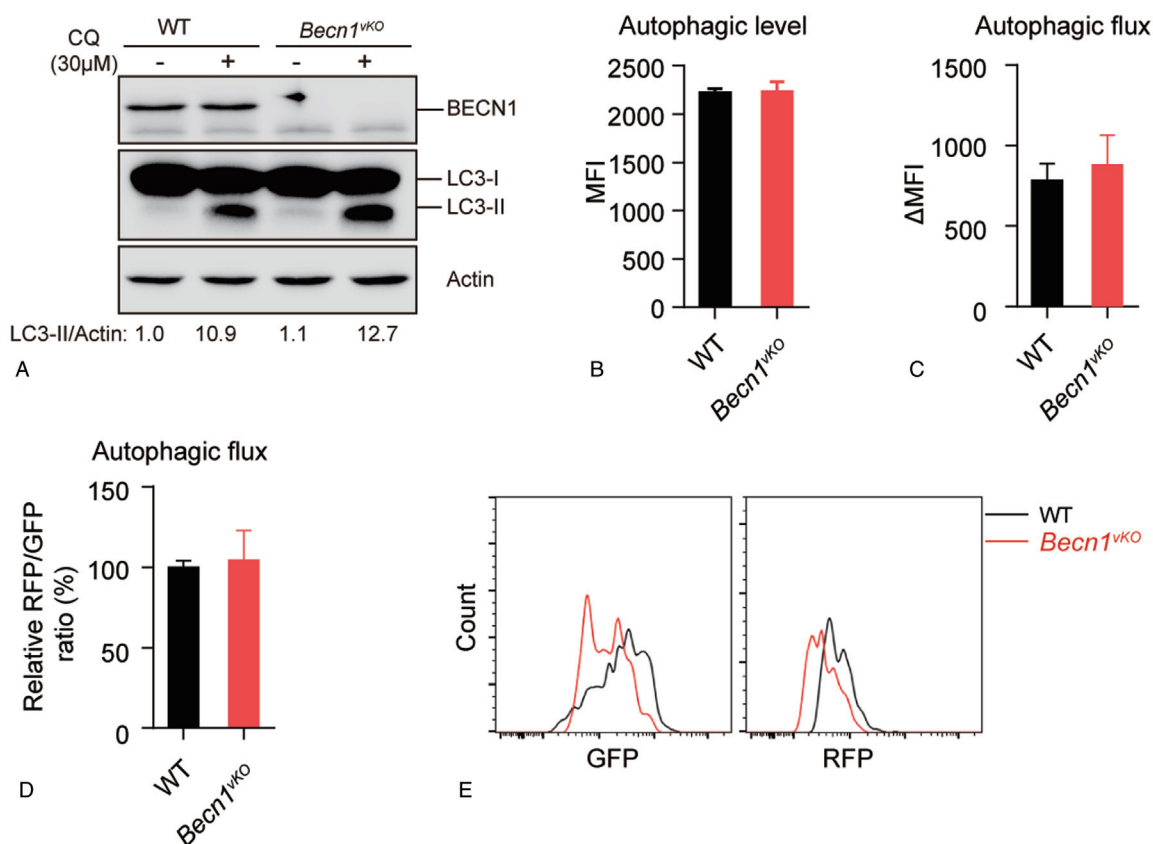 WT Becn1vKO
CQ
(30μM) - + - +
BECN1
LC3-I
LC3-II
Actin
LC3-II/Actin: 1.0 10.9 1.1 12.7
A
Autophagic level
2500
2000
1500
1000
500
0
MFI
WT
Becn1vKO
B
Autophagic flux
1500
1000
500
0
ΔMFI
WT
Becn1vKO
C
Autophagic flux
150
100
50
0
Relative RFP/GFP
ratio (%)
WT
Becn1vKO
D
Count
GFP
RFP
WT
Becn1vKO
E